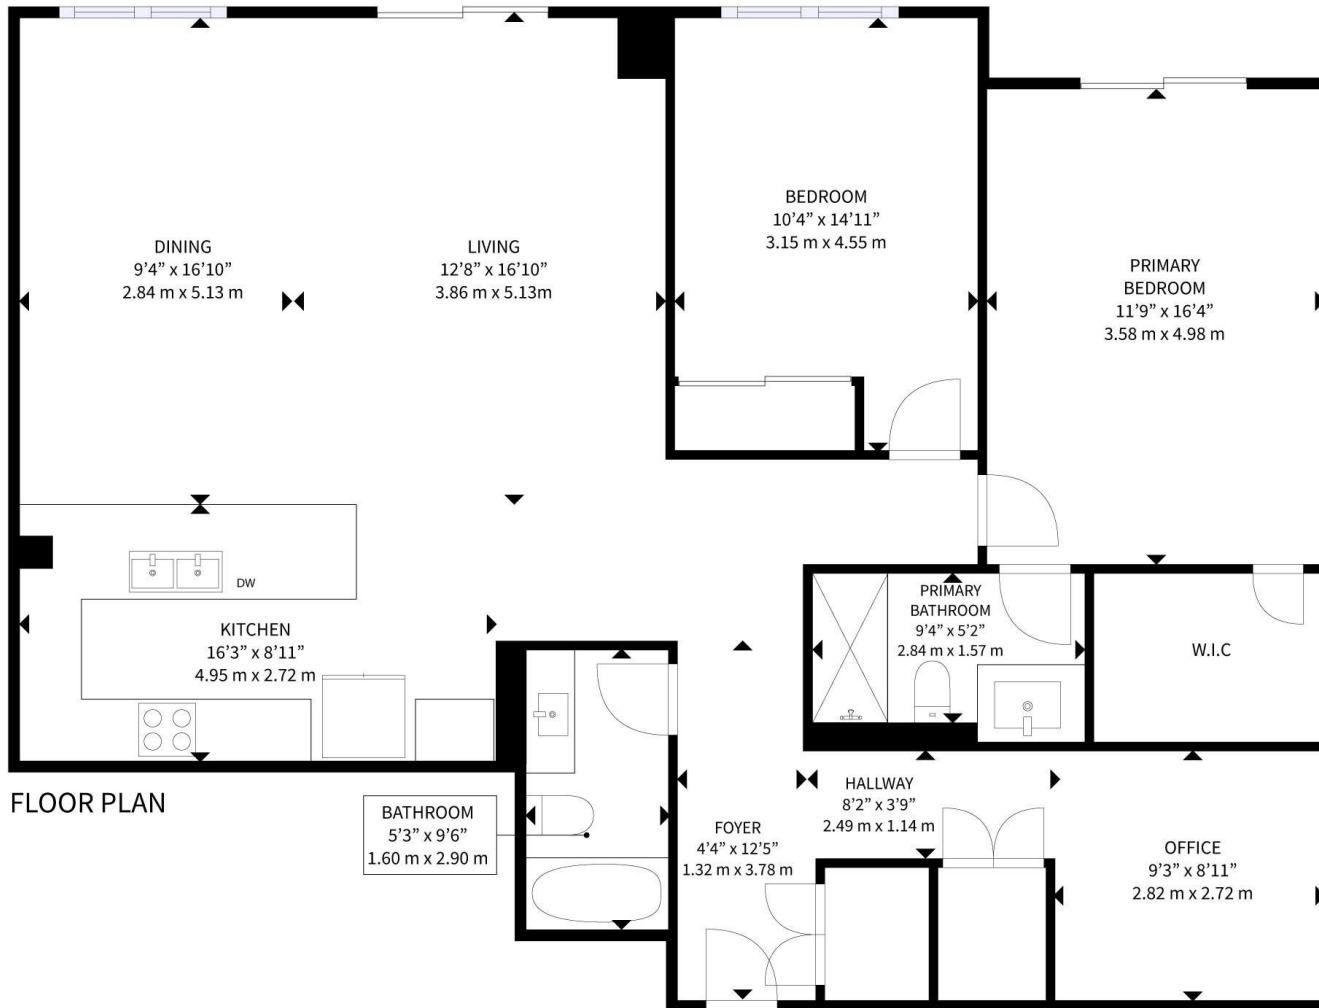 BEDROOM
10’4” x 14’11”
3.15 m x 4.55 m
DINING
9’4” x 16’10”
2.84 m x 5.13 m
LIVING
12’8” x 16’10”
3.86 m x 5.13m
PRIMARY
BEDROOM
11’9” x 16’4”
3.58 m x 4.98 m
DW
KITCHEN
16’3” x 8’11”
4.95 m x 2.72 m
PRIMARY
BATHROOM
9’4” x 5’2”
2.84 m x 1.57 m
W.I.C
FLOOR PLAN
BATHROOM
5’3” x 9’6”
1.60 m x 2.90 m
FOYER
4’4” x 12’5”
1.32 m x 3.78 m
HALLWAY
8’2” x 3’9”
2.49 m x 1.14 m
OFFICE
9’3” x 8’11”
2.82 m x 2.72 m